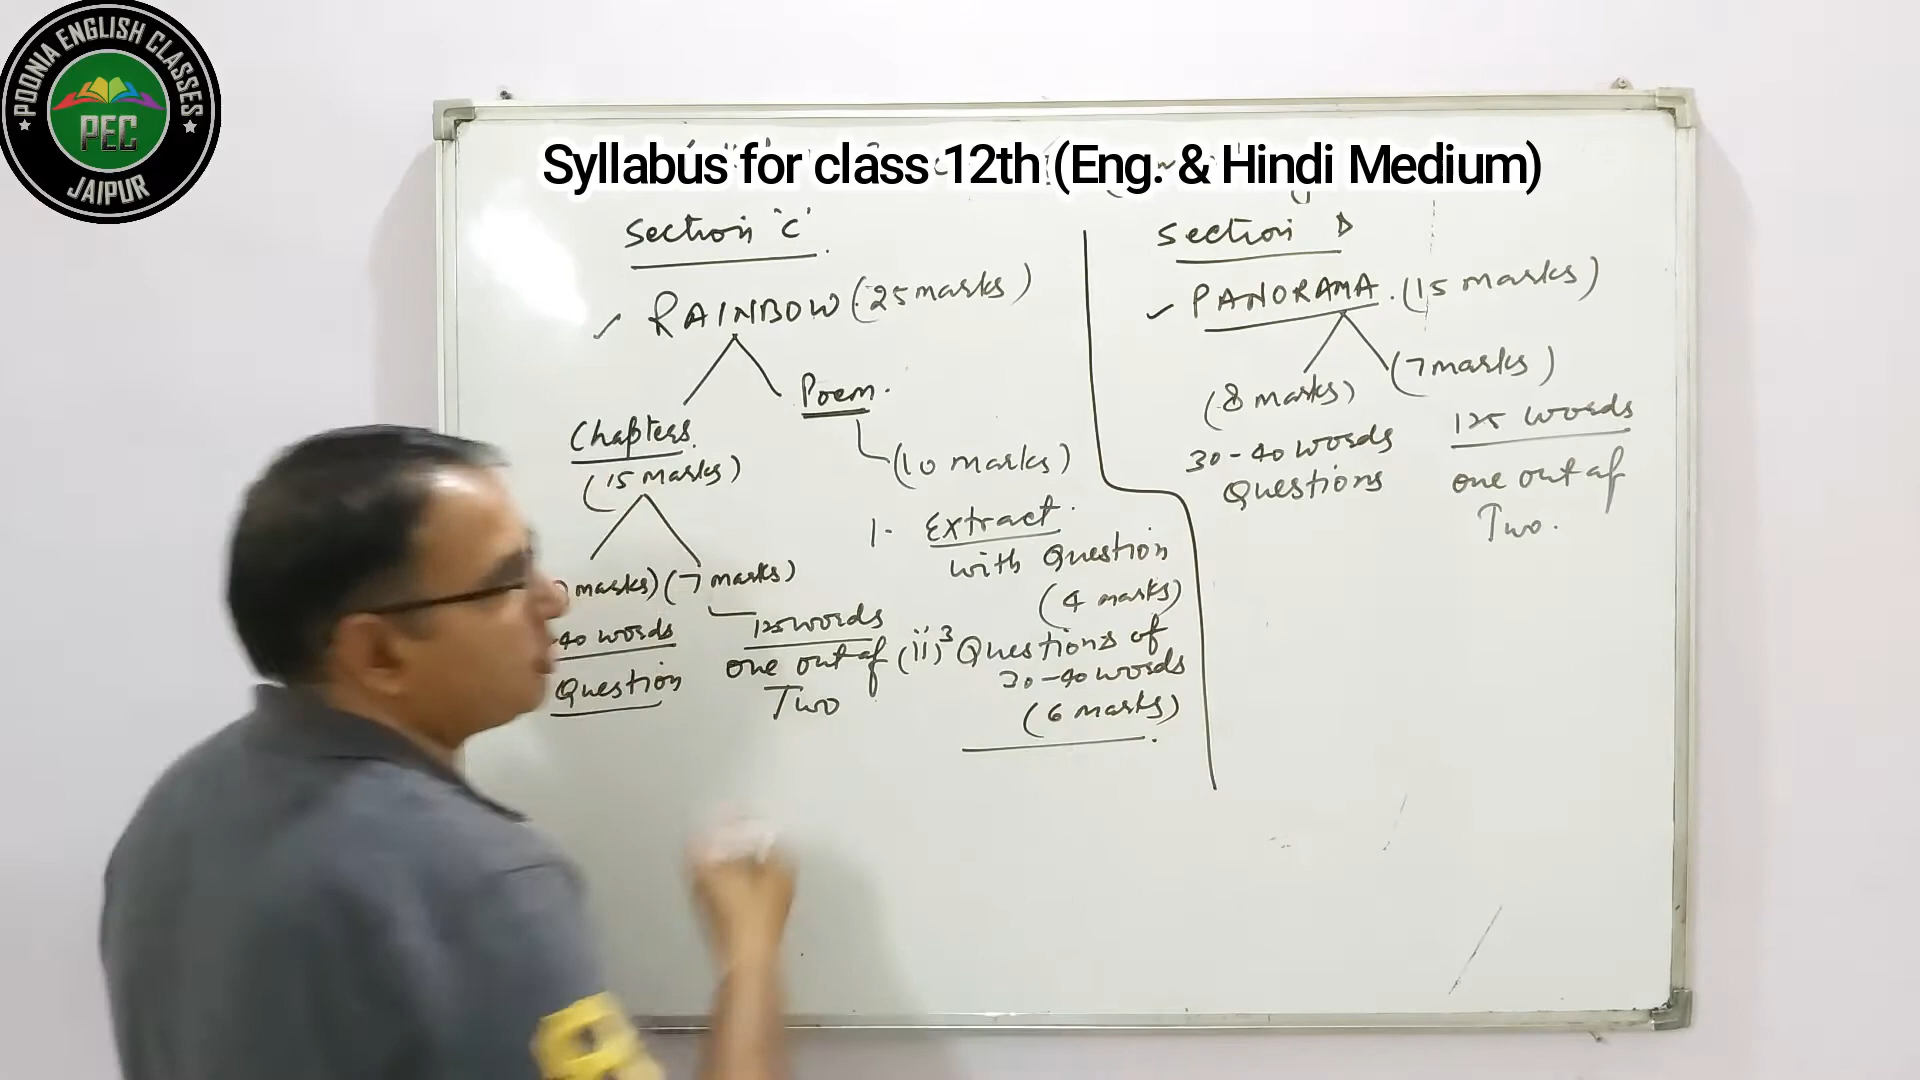 POONIA ENGLISH CLASSES
PEC
JAIPUR
Syllabus for class 12th (Eng. & Hindi Medium)
Section 'C'
RAINBOW (25 marks)
Chapters
(15 marks)
marks) (7 marks)
40 words
Question
125 words
one out of
Two
Poem.
(10 marks)
1- Extract
with Question
(4 marks)
(ii) 3 Questions of
30-40 words
(6 marks)
Section D
PANORAMA. (15 marks)
(8 marks)
30-40 words
Questions
(7 marks)
125 words
one out of
Two.